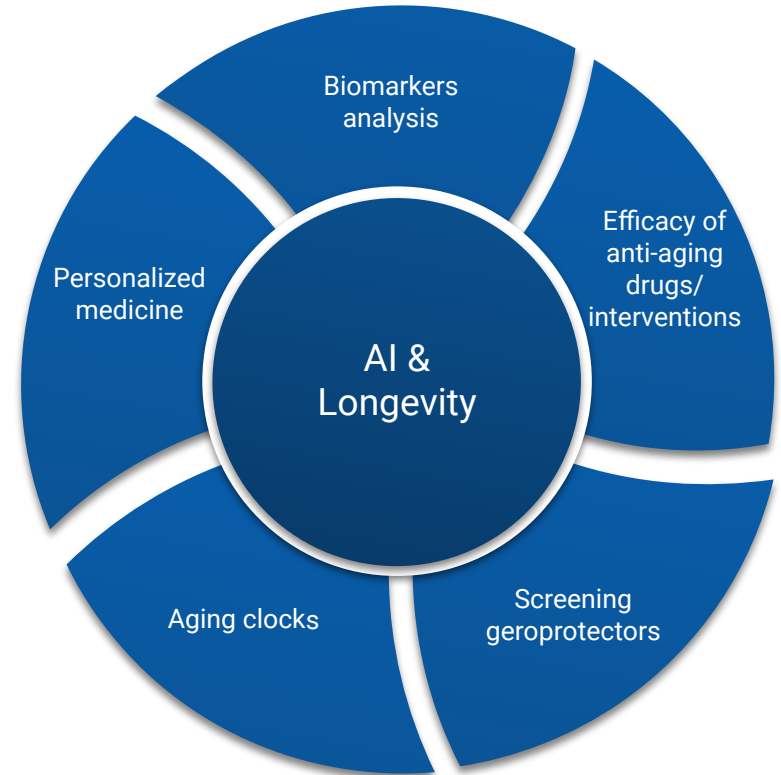 Biomarkers
analysis
Efficacy of
anti-aging
drugs/
interventions
Personalized
medicine
AI &
Longevity
Screening
geroprotectors
Aging clocks